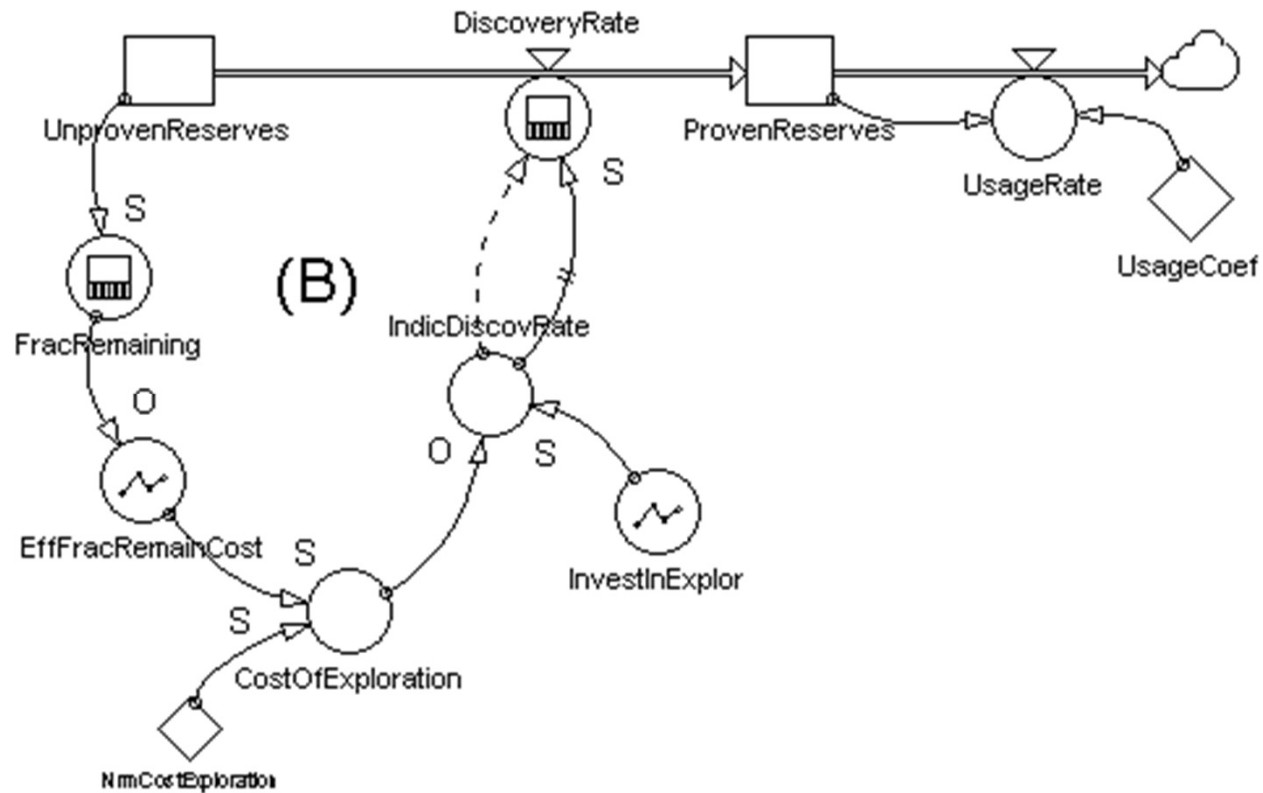 DiscoveryRate
UnprovenReserves
ProvenReserves
S
UsageRate
S
UsageCoef
(B)
IndicDiscovRate
FracRemaining
O
O
S
EffFracRemainCost
S
InvestInExplor
S
CostOfExploration
NrmCostExploration